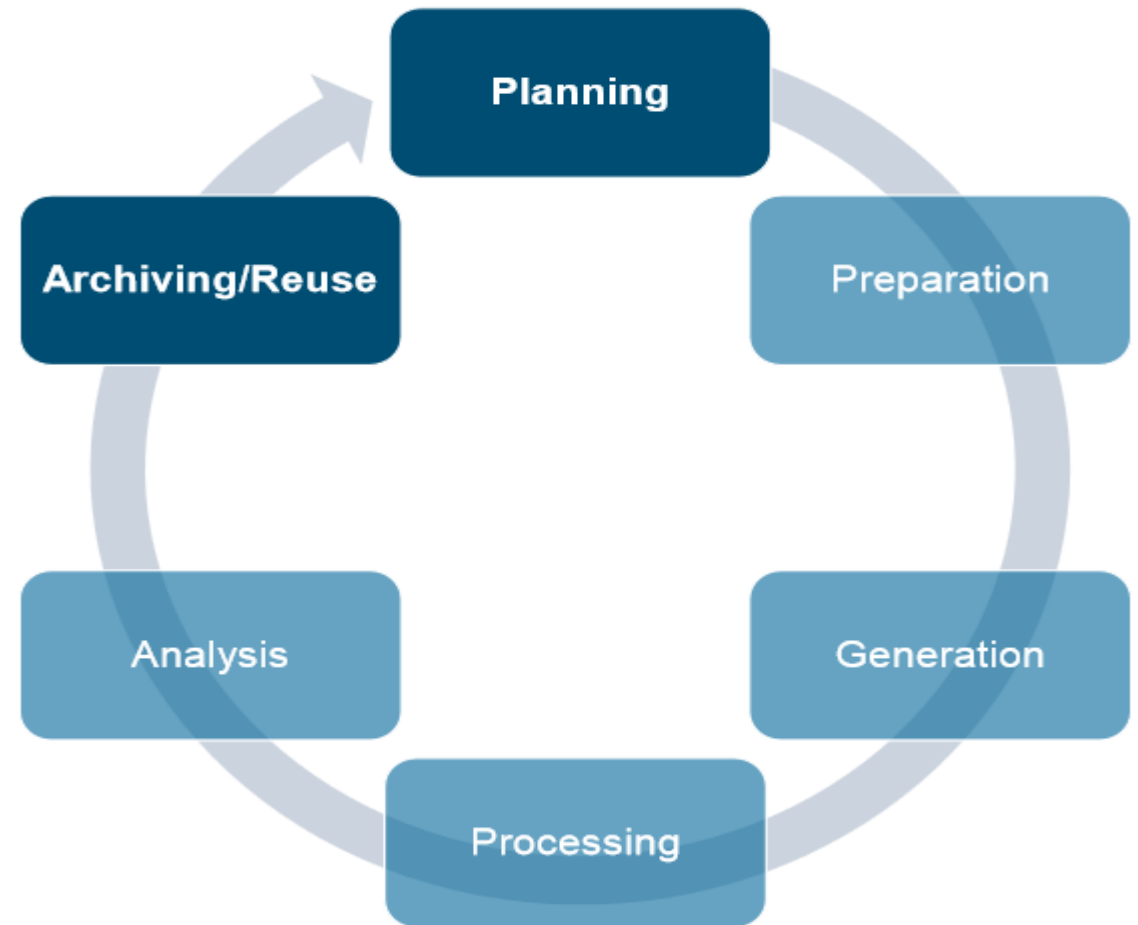 Planning
Preparation
Generation
Processing
Analysis
Archiving/Reuse